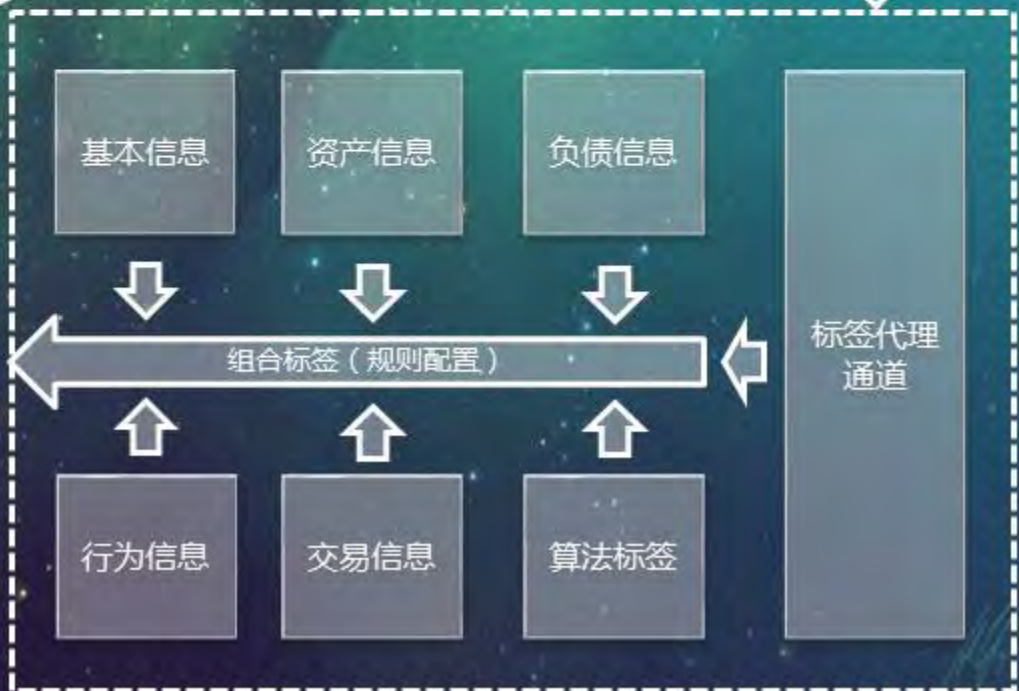 基本信息
资产信息
负债信息
组合标签（规则配置）
标签代理
通道
行为信息
交易信息
算法标签